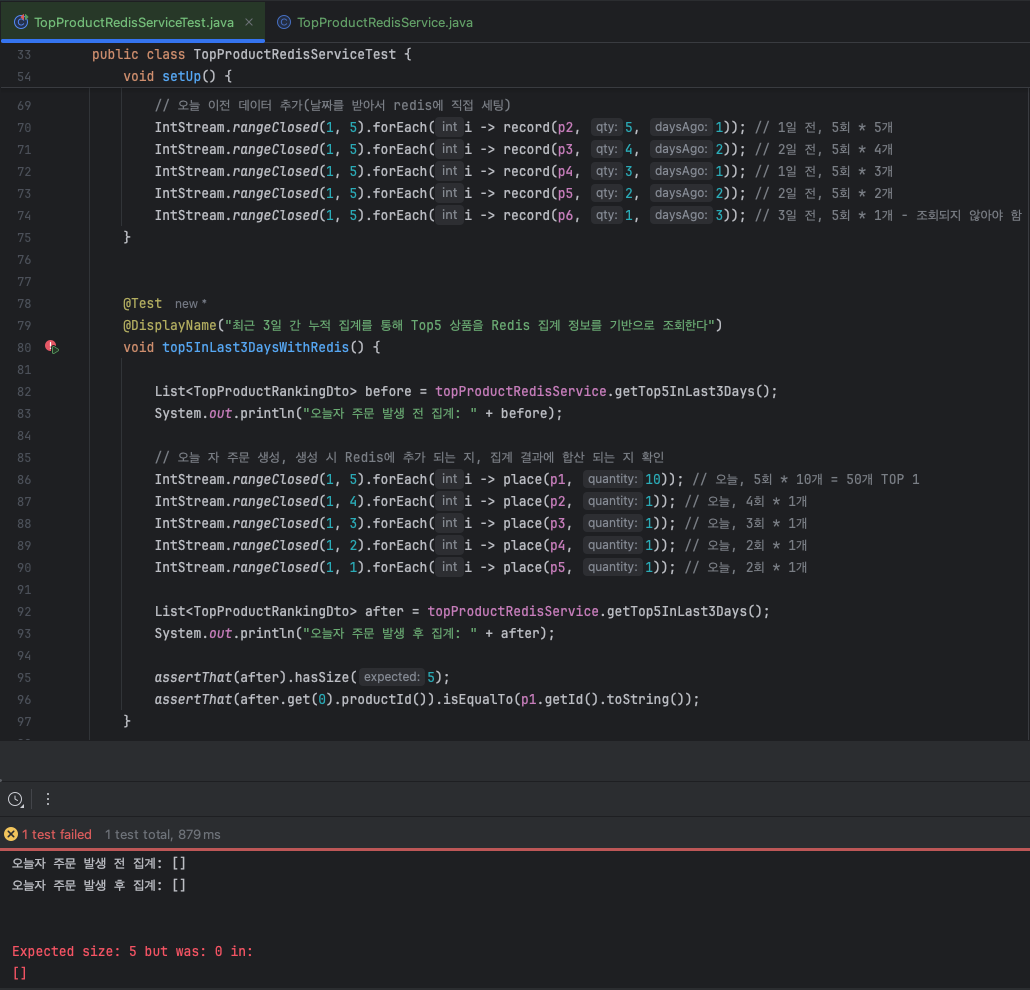 TopProductRedisServiceTest.java × TopProductRedisService.java
33 public class TopProductRedisServiceTest {
54 void setUp() {
69 // 오늘 이전 데이터 추가(날짜를 받아서 redis에 직접 세팅)
70 IntStream.rangeClosed(1, 5).forEach( int i -> record(p2, qty: 5, daysAgo: 1)); // 1일 전, 5회 * 5개
71 IntStream.rangeClosed(1, 5).forEach( int i -> record(p3, qty: 4, daysAgo: 2)); // 2일 전, 5회 * 4개
72 IntStream.rangeClosed(1, 5).forEach( int i -> record(p4, qty: 3, daysAgo: 1)); // 1일 전, 5회 * 3개
73 IntStream.rangeClosed(1, 5).forEach( int i -> record(p5, qty: 2, daysAgo: 2)); // 2일 전, 5회 * 2개
74 IntStream.rangeClosed(1, 5).forEach( int i -> record(p6, qty: 1, daysAgo: 3)); // 3일 전, 5회 * 1개 - 조회되지 않아야 함
75 }
76
77
78 @Test new *
79 @DisplayName("최근 3일 간 누적 집계를 통해 Top5 상품을 Redis 집계 정보를 기반으로 조회한다")
80 void top5InLast3DaysWithRedis() {
81
82 List<TopProductRankingDto> before = topProductRedisService.getTop5InLast3Days();
83 System.out.println("오늘자 주문 발생 전 집계: " + before);
84
85 // 오늘 자 주문 생성, 생성 시 Redis에 추가 되는 지, 집계 결과에 합산 되는 지 확인
86 IntStream.rangeClosed(1, 5).forEach( int i -> place(p1, quantity: 10)); // 오늘, 5회 * 10개 = 50개 TOP 1
87 IntStream.rangeClosed(1, 4).forEach( int i -> place(p2, quantity: 1)); // 오늘, 4회 * 1개
88 IntStream.rangeClosed(1, 3).forEach( int i -> place(p3, quantity: 1)); // 오늘, 3회 * 1개
89 IntStream.rangeClosed(1, 2).forEach( int i -> place(p4, quantity: 1)); // 오늘, 2회 * 1개
90 IntStream.rangeClosed(1, 1).forEach( int i -> place(p5, quantity: 1)); // 오늘, 2회 * 1개
91
92 List<TopProductRankingDto> after = topProductRedisService.getTop5InLast3Days();
93 System.out.println("오늘자 주문 발생 후 집계: " + after);
94
95 assertThat(after).hasSize( expected: 5);
96 assertThat(after.get(0).productId()).isEqualTo(p1.getId().toString());
97 }
1 test failed 1 test total, 879 ms
오늘자 주문 발생 전 집계: []
오늘자 주문 발생 후 집계: []
Expected size: 5 but was: 0 in:
[]